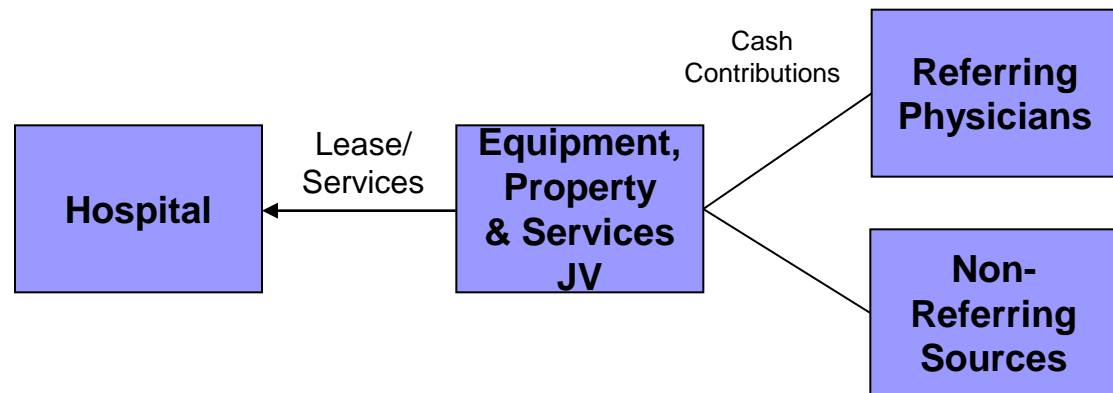 Hospital
Lease/
Services
Equipment,
Property
& Services
JV
Cash
Contributions
Referring
Physicians
Non-
Referring
Sources